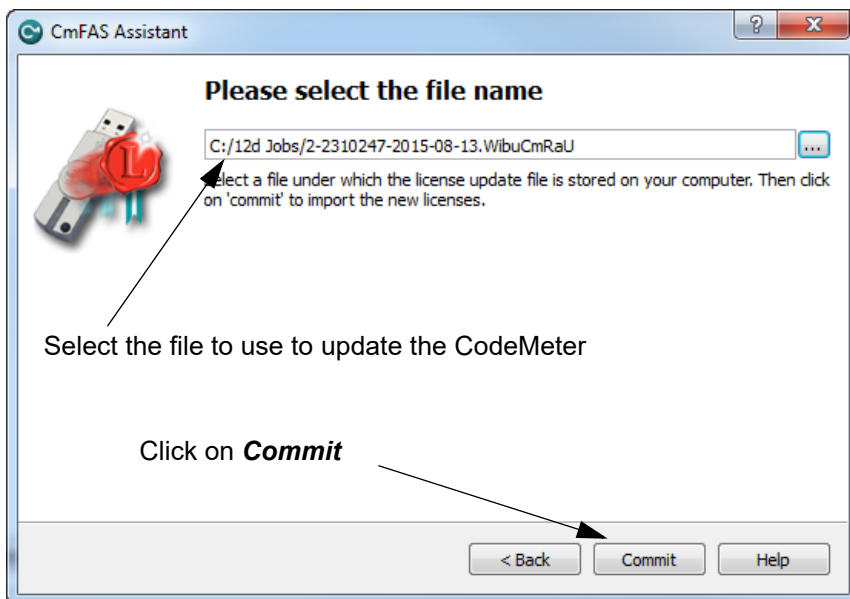 CmFAS Assistant
Please select the file name
C:/12d Jobs/2-2310247-2015-08-13.WibuCmRaU
...
Select a file under which the license update file is stored on your computer. Then click
on 'commit' to import the new licenses.
L
Select the file to use to update the CodeMeter
Click on Commit
< Back
Commit
Help